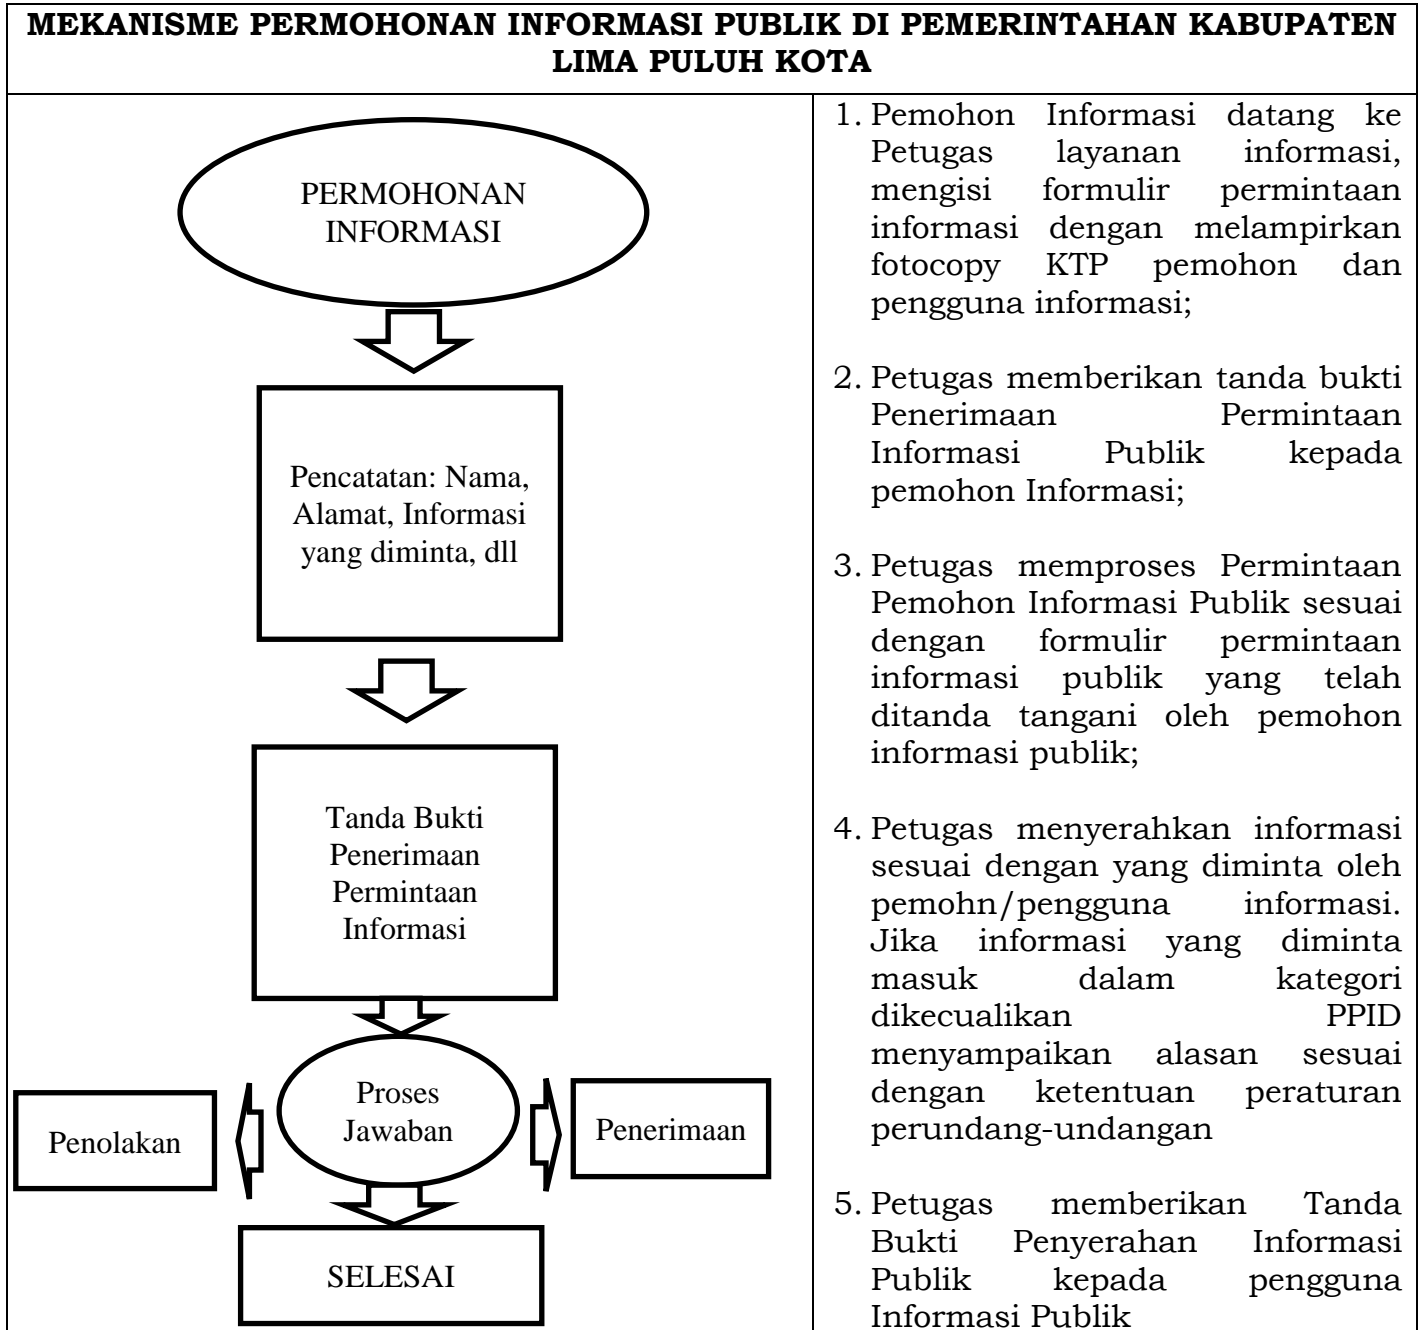 MEKANISME PERMOHONAN INFORMASI PUBLIK DI PEMERINTAHAN KABUPATEN
LIMA PULUH KOTA
PERMOHONAN
INFORMASI
Pencatatan: Nama,
Alamat, Informasi
yang diminta, dll
Tanda Bukti
Penerimaan
Permintaan
Informasi
Proses
Jawaban
Penolakan
Penerimaan
SELESAI
1. Pemohon Informasi datang ke
Petugas layanan informasi,
mengisi formulir permintaan
informasi dengan melampirkan
fotocopy KTP pemohon dan
pengguna informasi;
2. Petugas memberikan tanda bukti
Penerimaan Permintaan
Informasi Publik kepada
pemohon Informasi;
3. Petugas memproses Permintaan
Pemohon Informasi Publik sesuai
dengan formulir permintaan
informasi publik yang telah
ditanda tangani oleh pemohon
informasi publik;
4. Petugas menyerahkan informasi
sesuai dengan yang diminta oleh
pemohn/pengguna informasi.
Jika informasi yang diminta
masuk dalam kategori
dikecualikan PPID
menyampaikan alasan sesuai
dengan ketentuan peraturan
perundang-undangan
5. Petugas memberikan Tanda
Bukti Penyerahan Informasi
Publik kepada pengguna
Informasi Publik